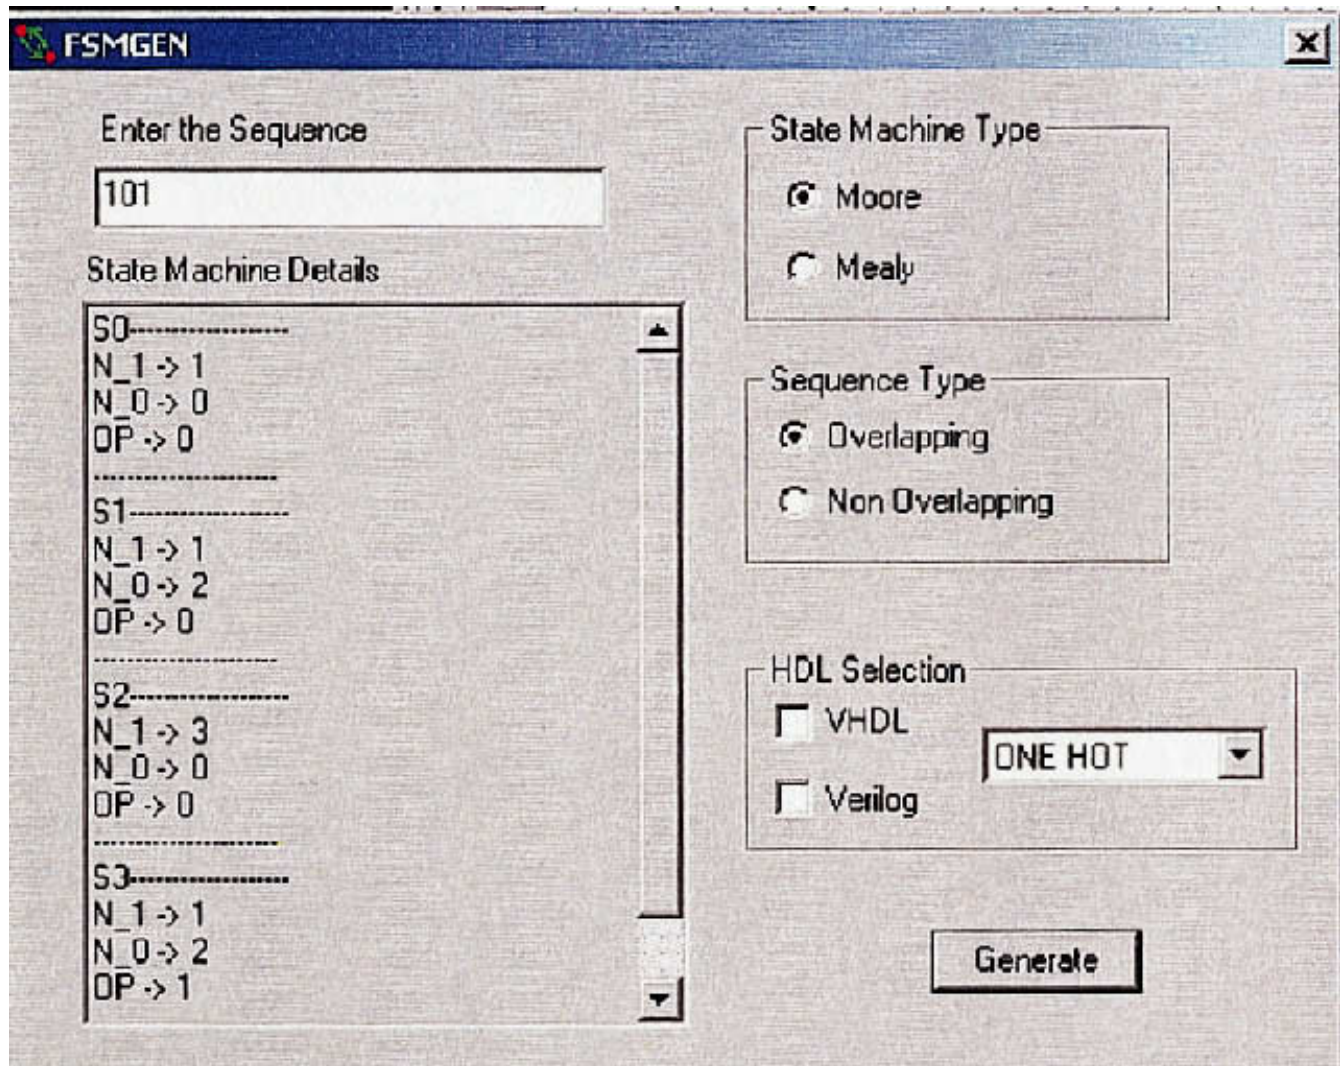 FSMGEN
Enter the Sequence
101
State Machine Details
S0-------------------
N_1 -> 1
N_0 -> 0
OP -> 0
----------------------
S1-------------------
N_1 -> 1
N_0 -> 2
OP -> 0
----------------------
S2-------------------
N_1 -> 3
N_0 -> 0
OP -> 0
----------------------
S3-------------------
N_1 -> 1
N_0 -> 2
OP -> 1
State Machine Type
Moore
Mealy
Sequence Type
Overlapping
Non Overlapping
HDL Selection
VHDL
ONE HOT
Verilog
Generate